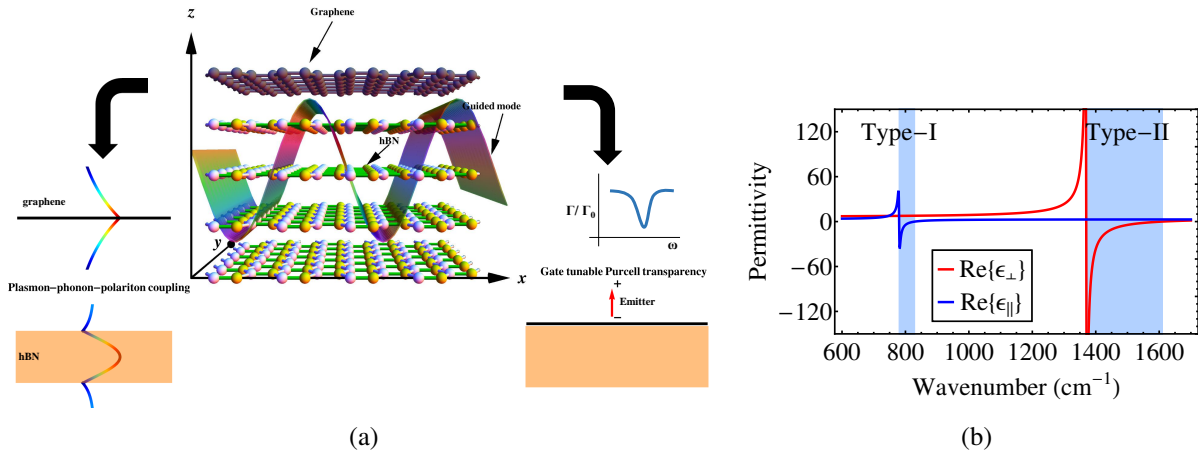 z
Graphene
Guided mode
hBN
graphene
Γ/ Γ₀
ω
y
x
Plasmon−phonon−polariton coupling
Gate tunable Purcell transparency
+
Emitter
−
hBN
(a)
Type−I
Type−II
Permittivity
120
60
0
−60
−120
Re{ϵ⊥}
Re{ϵ||}
600 800 1000 1200 1400 1600
Wavenumber (cm⁻¹)
(b)